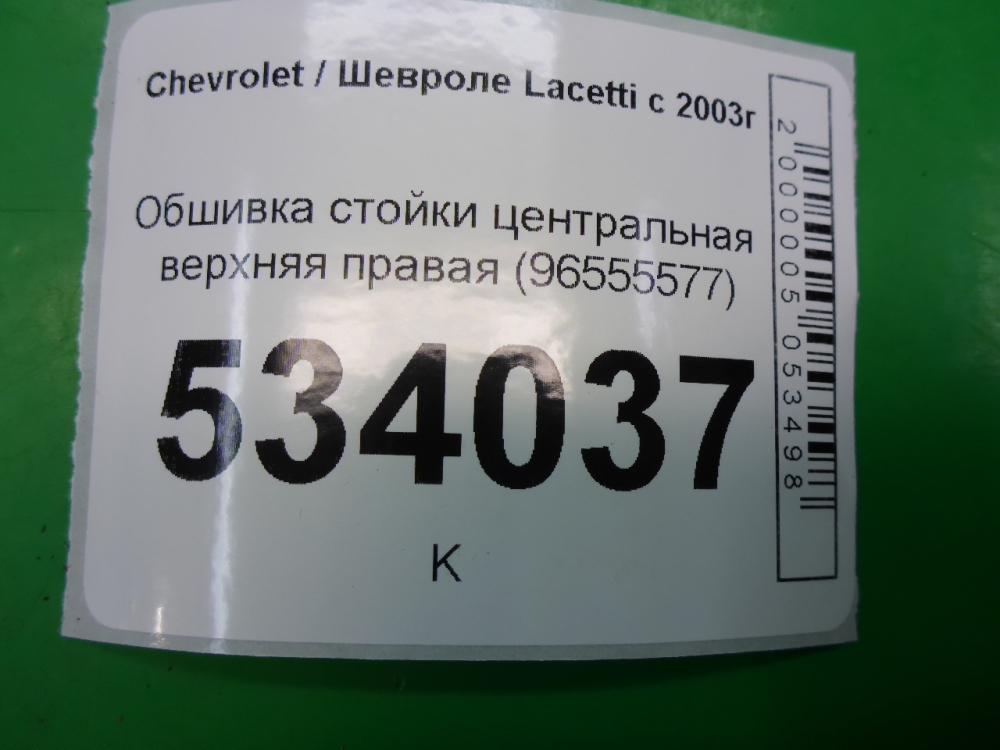 Chevrolet / Шевроле Lacetti с 2003г
Обшивка стойки центральная
верхняя правая (96555577)
534037
К
2000005053498